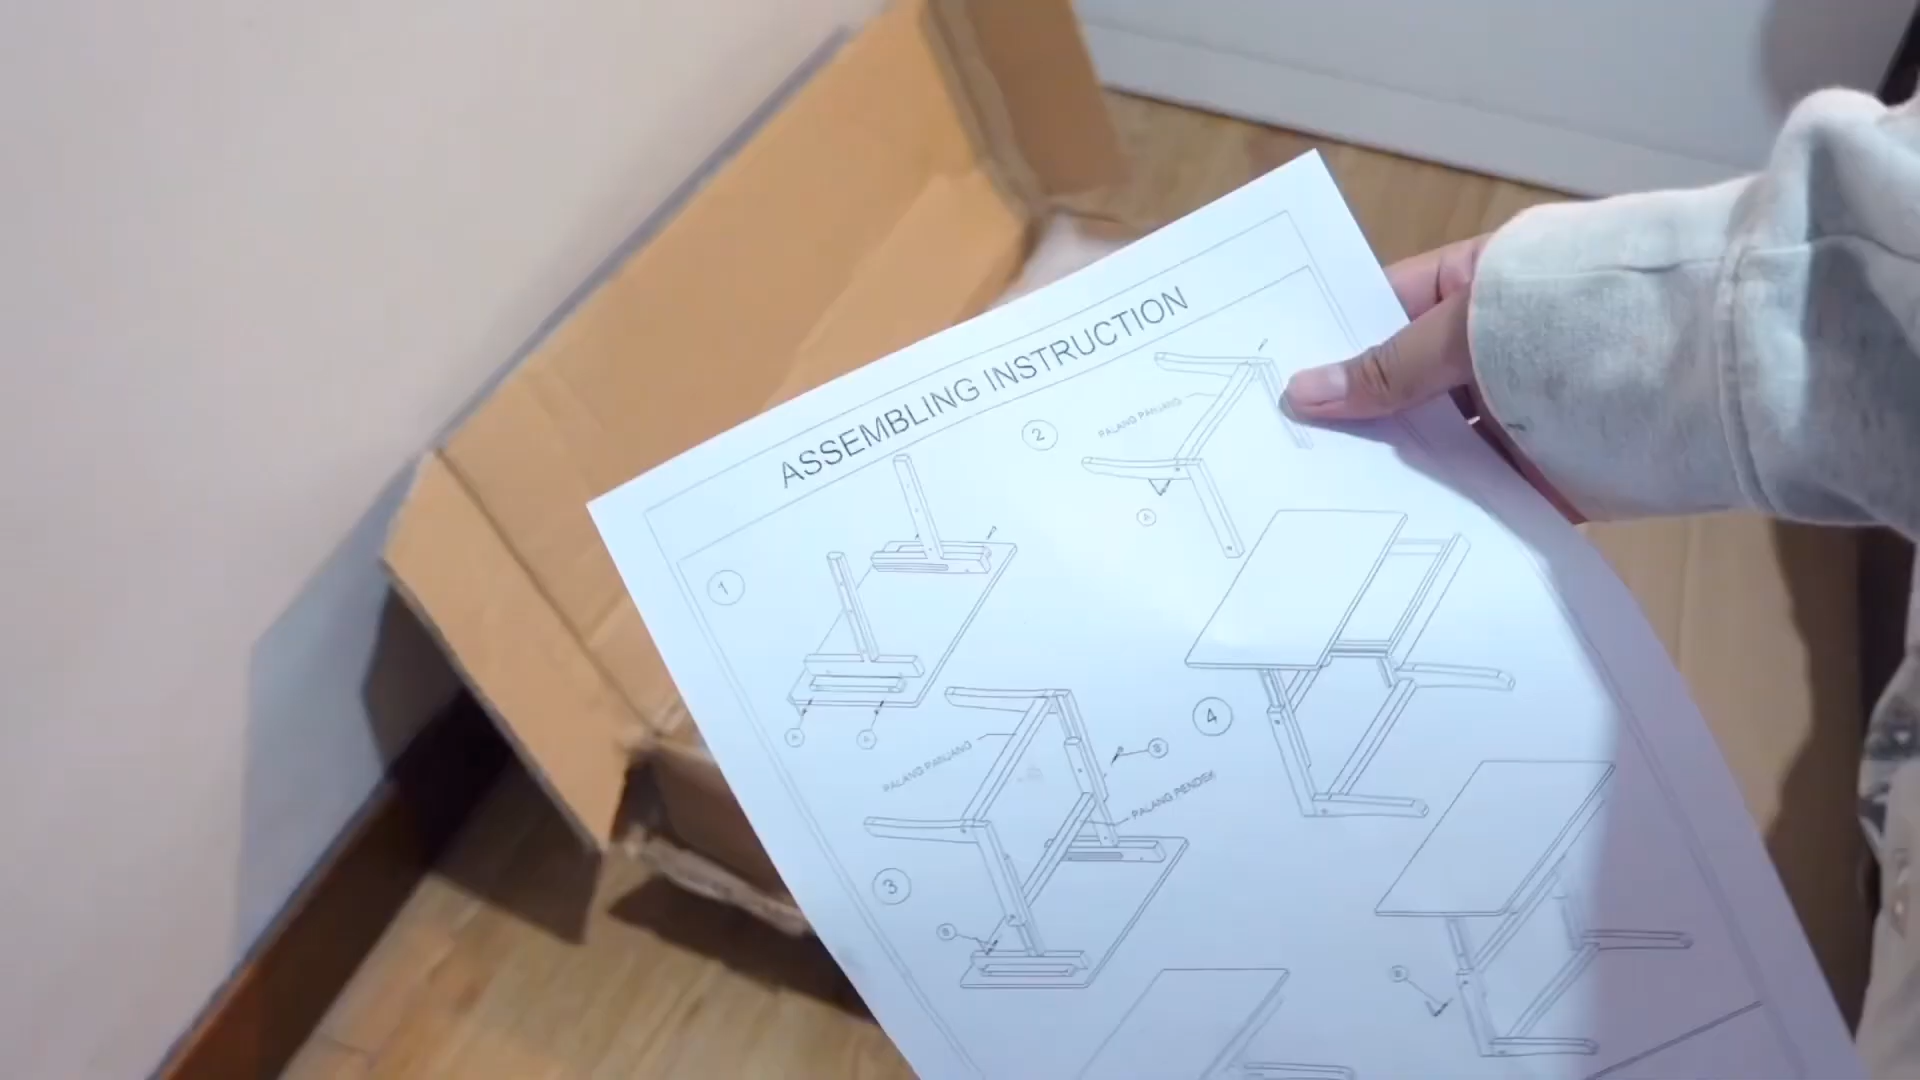 ASSEMBLING INSTRUCTION
1
A
A
2
PALANG PANJANG
A
3
PALANG PANJANG
B
PALANG PENDEK
B
4
B